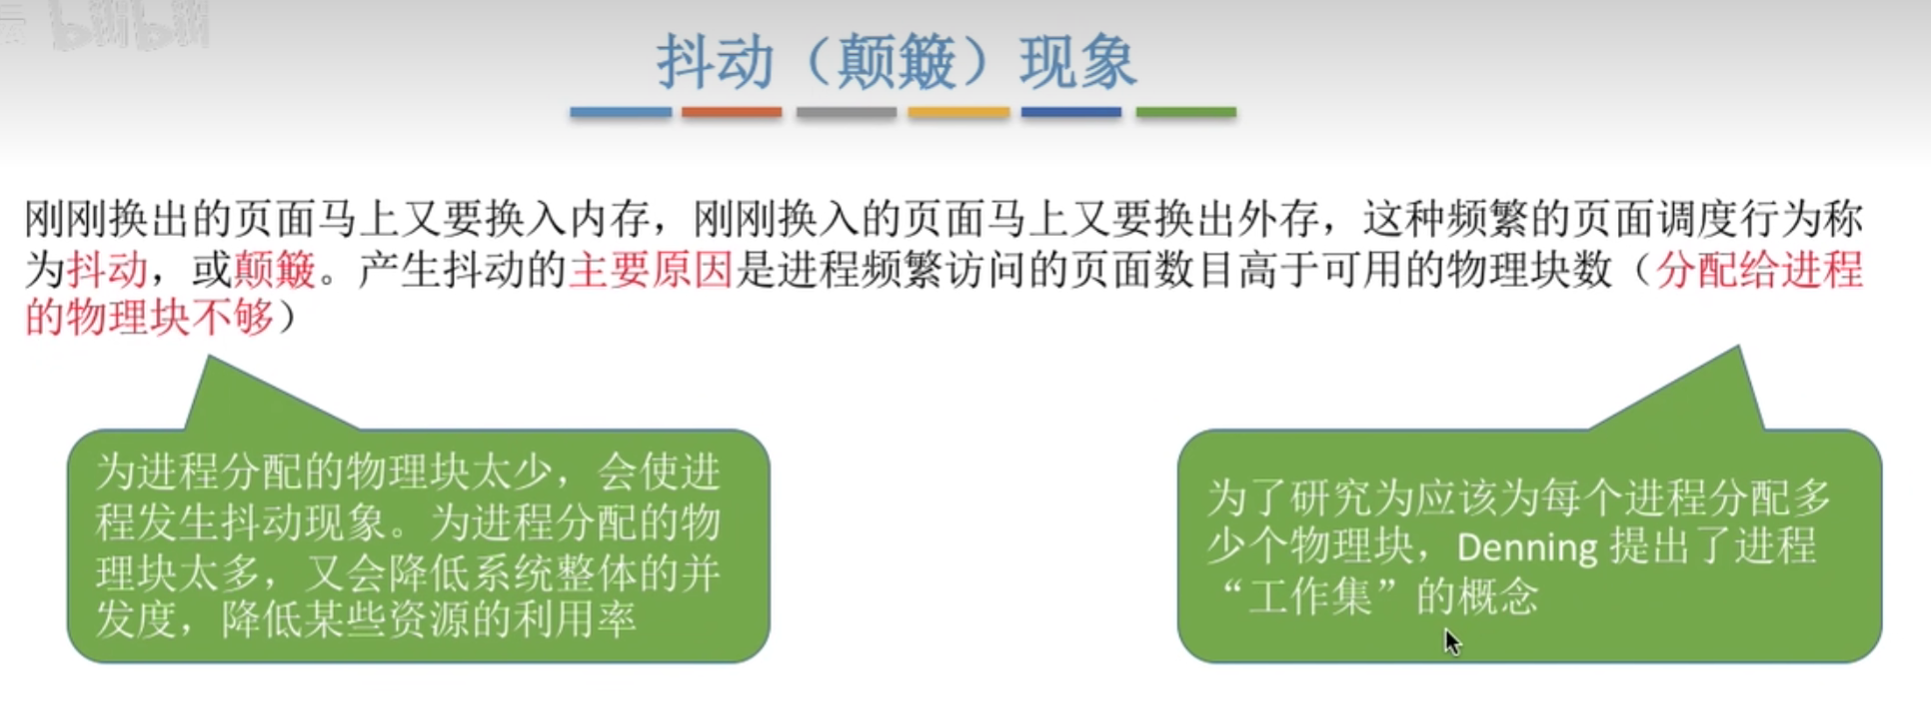 bilibili
抖动（颠簸）现象
刚刚换出的页面马上又要换入内存，刚刚换入的页面马上又要换出外存，这种频繁的页面调度行为称
为抖动，或颠簸。产生抖动的主要原因是进程频繁访问的页面数目高于可用的物理块数（分配给进程
的物理块不够）
为进程分配的物理块太少，会使进
程发生抖动现象。为进程分配的物
理块太多，又会降低系统整体的并
发度，降低某些资源的利用率
为了研究为应该为每个进程分配多
少个物理块，Denning 提出了进程
“工作集”的概念